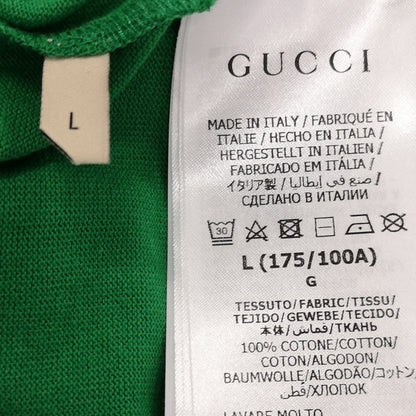 L
GUCCI
MADE IN ITALY / FABRIQUÉ EN
ITALIE / HECHO EN ITALIA /
HERGESTELLT IN ITALIEN /
FABRICADO EM ITÁLIA /
イタリア製 / صنع في إيطاليا /
СДЕЛАНО В ИТАЛИИ
30
L (175/100A)
G
TESSUTO/FABRIC/TISSU/
TEJIDO/GEWEBE/TECIDO/
本体/قماش/ТКАНЬ
100% COTONE/COTTON/
COTON/ALGODON/
BAUMWOLLE/ALGODÃO/コットン/
قطن/ХЛОПОК
LAVARE MOLTO